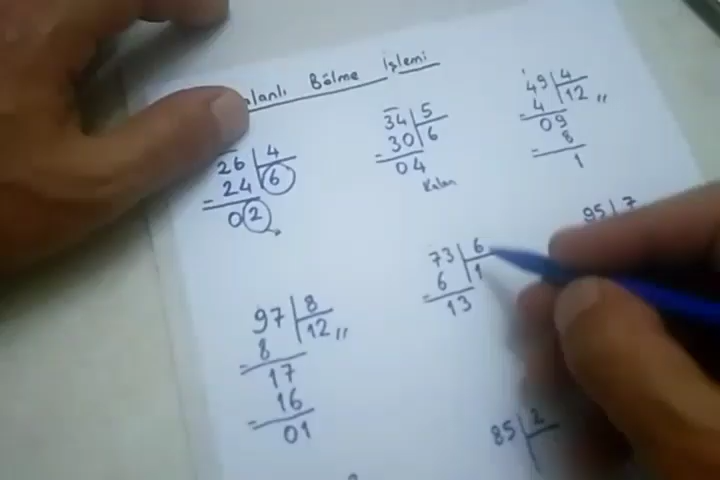 alanlı Bölme İşlemi
26 | 4
24 | 6
02
34 | 5
30 | 6
04
Kalan
49 | 4
4 | 12 ,,
09
8
1
97 | 8
8 | 12 ,,
17
16
01
73 | 6
6 | 1
13
95 | 7
85 | 2